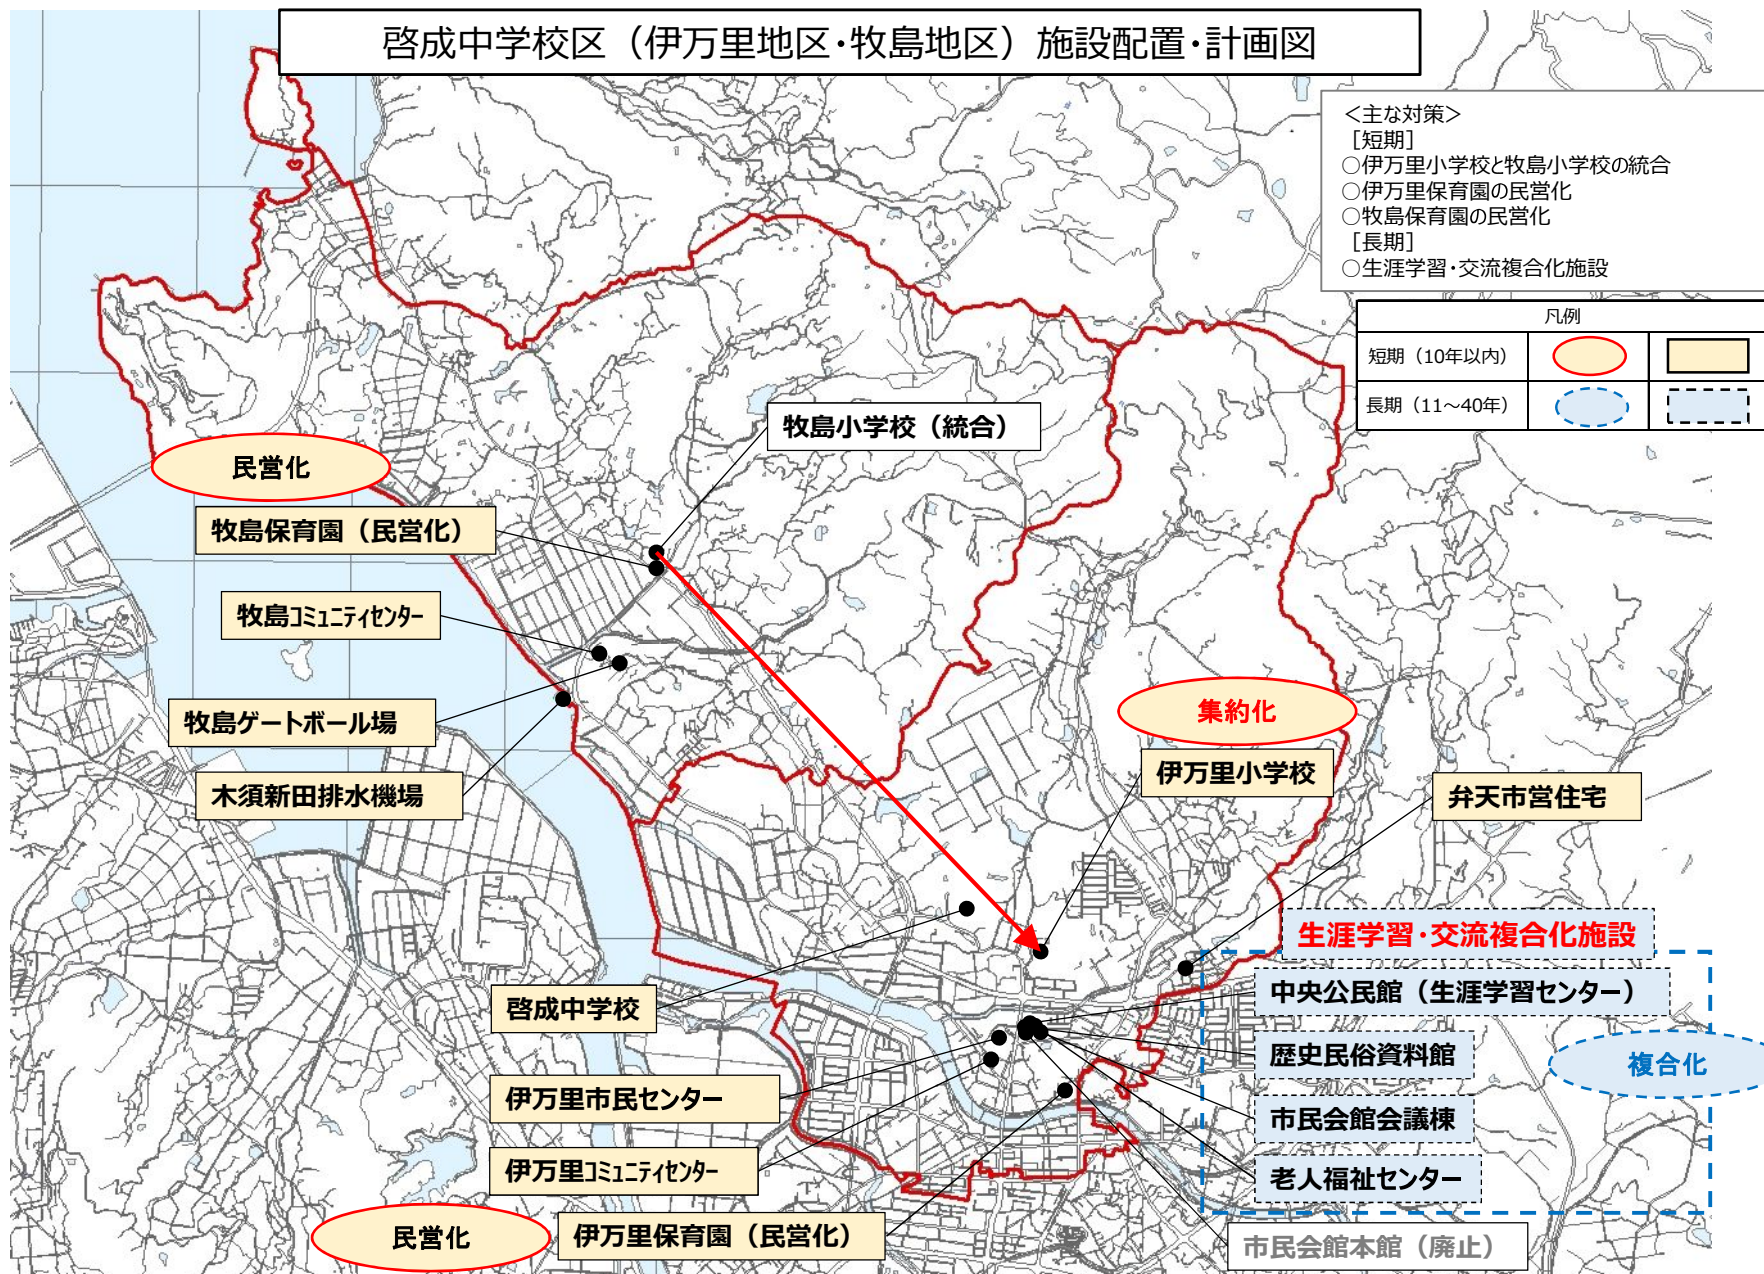 啓成中学校区（伊万里地区・牧島地区）施設配置・計画図
＜主な対策＞
［短期］
○伊万里小学校と牧島小学校の統合
○伊万里保育園の民営化
○牧島保育園の民営化
［長期］
○生涯学習・交流複合化施設
凡例
短期（10年以内）
長期（11～40年）
牧島小学校（統合）
民営化
牧島保育園（民営化）
牧島コミュニティセンター
牧島ゲートボール場
木須新田排水機場
集約化
伊万里小学校
弁天市営住宅
生涯学習・交流複合化施設
中央公民館（生涯学習センター）
歴史民俗資料館
複合化
市民会館会議棟
老人福祉センター
市民会館本館（廃止）
啓成中学校
伊万里市民センター
伊万里コミュニティセンター
民営化
伊万里保育園（民営化）